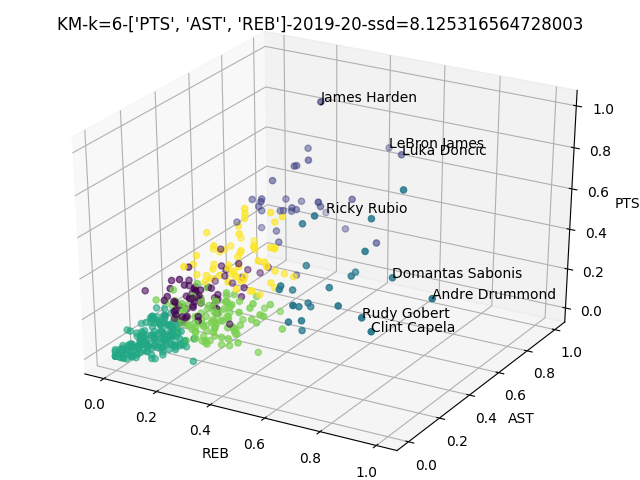 KM-k=6-['PTS', 'AST', 'REB']-2019-20-ssd=8.125316564728003
James Harden
LeBron James
Luka Doncic
Ricky Rubio
Domantas Sabonis
Andre Drummond
Rudy Gobert
Clint Capela
PTS
1.0
0.8
0.6
0.4
0.2
0.0
AST
1.0
0.8
0.6
0.4
0.2
0.0
REB
0.0
0.2
0.4
0.6
0.8
1.0